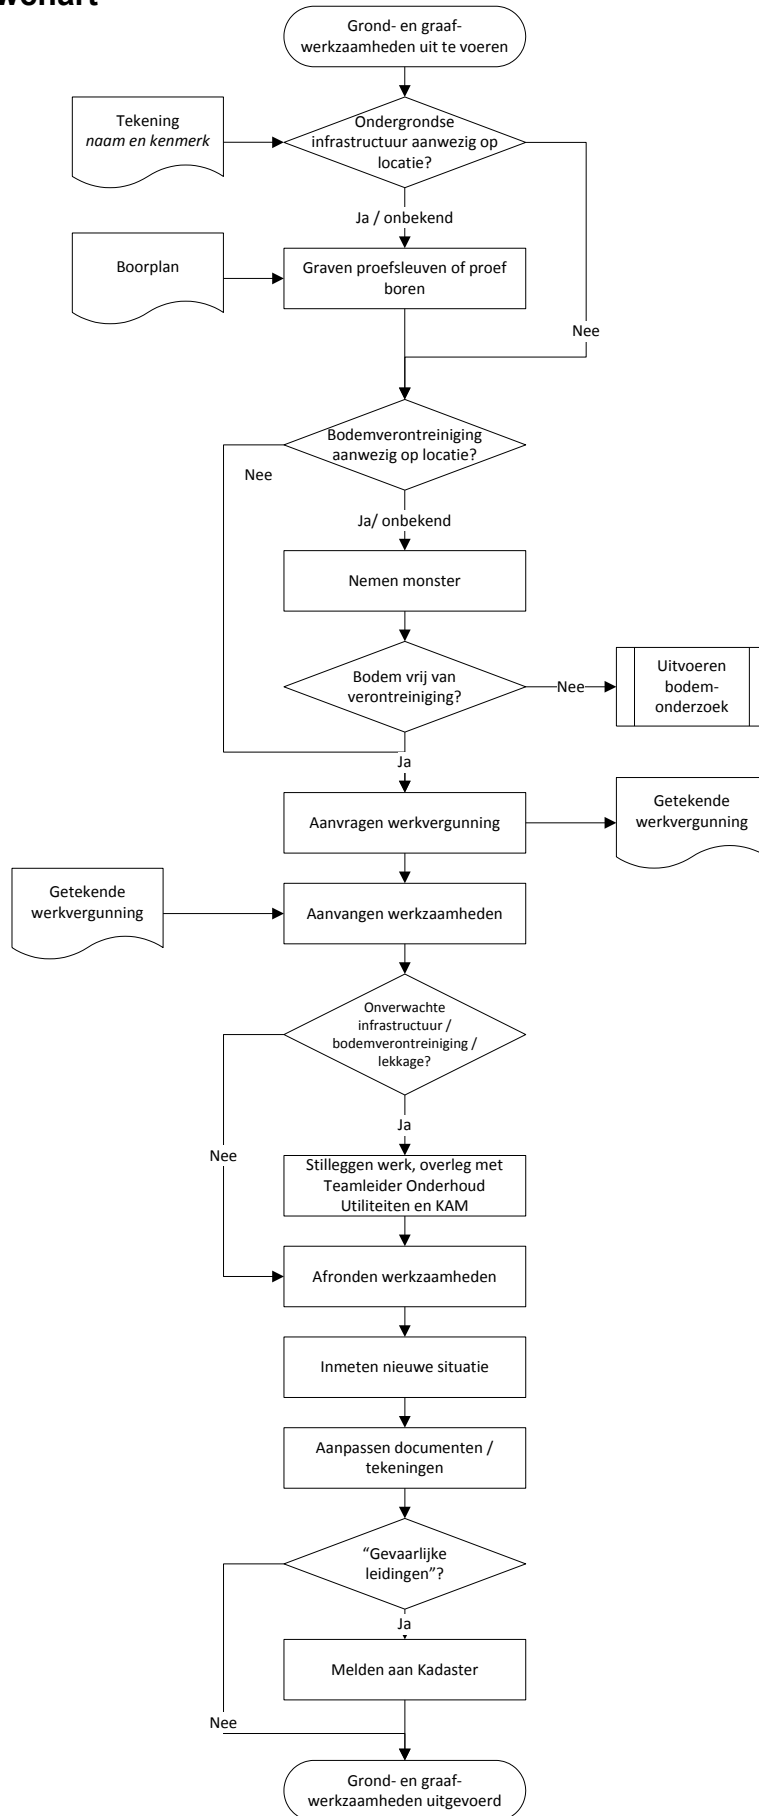 wchart
Grond- en graaf-
werkzaamheden uit te voeren
Tekening
naam en kenmerk
Ondergrondse
infrastructuur aanwezig op
locatie?
Ja / onbekend
Boorplan
Graven proefsleuven of proef
boren
Nee
Bodemverontreiniging
aanwezig op locatie?
Nee
Ja/ onbekend
Nemen monster
Bodem vrij van
verontreiniging?
Nee
Uitvoeren
bodem-
onderzoek
Ja
Aanvragen werkvergunning
Getekende
werkvergunning
Getekende
werkvergunning
Aanvangen werkzaamheden
Onverwachte
infrastructuur /
bodemverontreiniging /
lekkage?
Ja
Nee
Stilleggen werk, overleg met
Teamleider Onderhoud
Utiliteiten en KAM
Afronden werkzaamheden
Inmeten nieuwe situatie
Aanpassen documenten /
tekeningen
“Gevaarlijke
leidingen”?
Ja
Melden aan Kadaster
Nee
Grond- en graaf-
werkzaamheden uitgevoerd